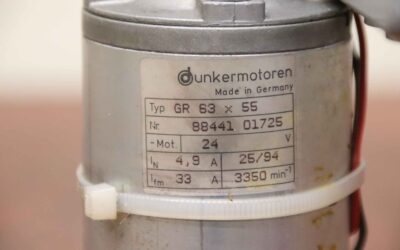 dunkermotoren
Made in Germany
Typ GR 63 x 55
Nr. 88441 01725
-Mot. 24 V
IN 4,9 A 25/94
Ifm 33 A 3350 min⁻¹